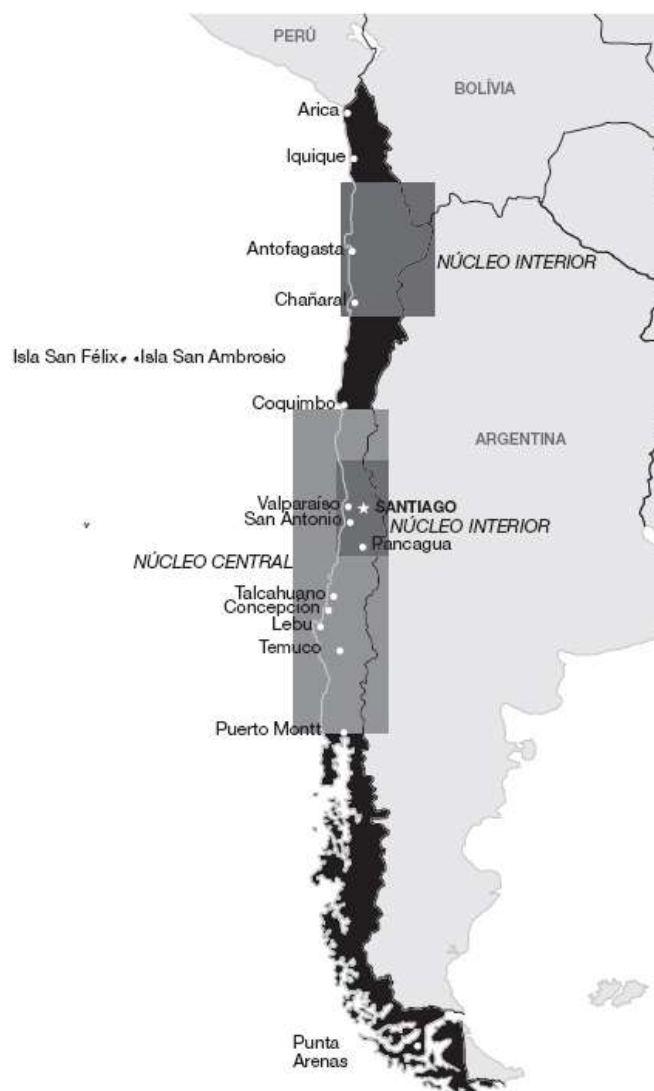 PERÚ
BOLÍVIA
Arica
Iquique
Antofagasta
NÚCLEO INTERIOR
Chañaral
Isla San Félix
Isla San Ambrosio
Coquimbo
ARGENTINA
Valparaíso
SANTIAGO
San Antonio
NÚCLEO INTERIOR
Pancagua
NÚCLEO CENTRAL
Talcahuano
Concepción
Lebu
Temuco
Puerto Montt
Punta
Arenas